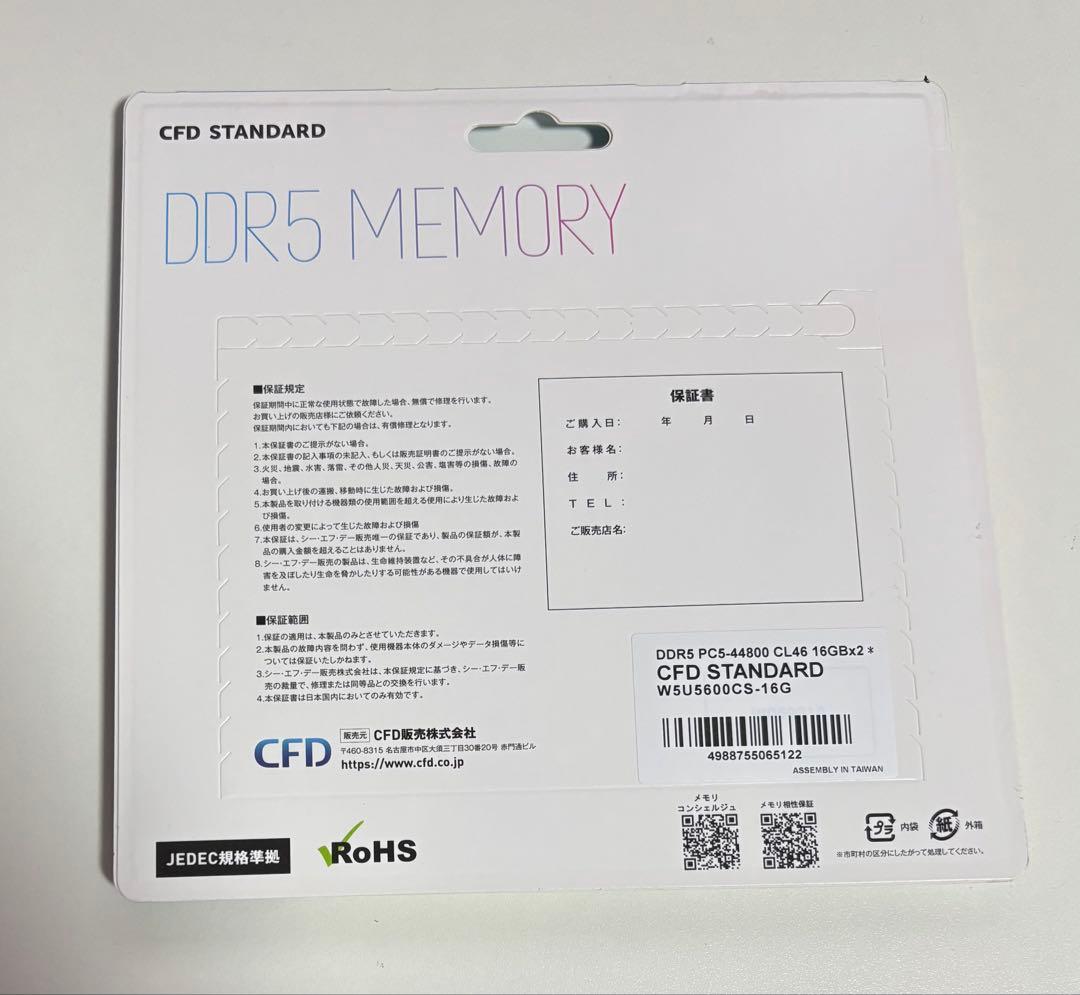 CFD STANDARD
DDR5 MEMORY
■保証規定
保証期間中に正常な使用状態で故障した場合、無償で修理を行います。
お買い上げの販売店様にご依頼ください。
保証期間内においても下記の場合は、有償修理となります。
1.本保証書のご提示がない場合。
2.本保証書の記入事項の未記入、もしくは販売証明書のご提示がない場合。
3.火災、地震、水害、落雷、その他人災、天災、公害、塩害等の損傷、故障の
場合。
4.お買い上げ後の運搬、移動時に生じた故障および損傷。
5.本製品を取り付ける機器類の使用範囲を超える使用により生じた故障およ
び損傷。
6.使用者の変更によって生じた故障および損傷
7.本保証は、シー・エフ・デー販売唯一の保証であり、製品の保証額が、本製
品の購入金額を超えることはありません。
8.シー・エフ・デー販売の製品は、生命維持装置など、その不具合が人体に障
害を及ぼしたり生命を脅かしたりする可能性がある機器で使用してはいけ
ません。
■保証範囲
1.保証の適用は、本製品のみとさせていただきます。
2.本製品の故障内容を問わず、使用機器本体のダメージやデータ損傷等に
ついては保証いたしかねます。
3.シー・エフ・デー販売株式会社は、本保証規定に基づき、シー・エフ・デー販
売の裁量で、修理または同等品との交換を行います。
4.本保証書は日本国内においてのみ有効です。
保証書
ご購入日: 年 月 日
お客様名:
住 所:
T E L :
ご販売店名:
DDR5 PC5-44800 CL46 16GBx2 *
CFD STANDARD
W5U5600CS-16G
4988755065122
ASSEMBLY IN TAIWAN
CFD
販売元 CFD販売株式会社
〒460-8315 名古屋市中区大須三丁目30番20号 赤門通ビル
https://www.cfd.co.jp
JEDEC規格準拠
RoHS
メモリ
コンシェルジュ
メモリ相性保証
プラ 内袋
紙 外箱
※市町村の区分にしたがって処理してください。